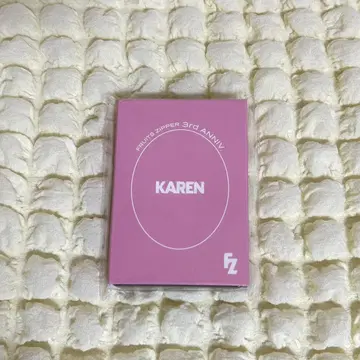 FRUITS ZIPPER 3rd ANNIV
KAREN
FZ